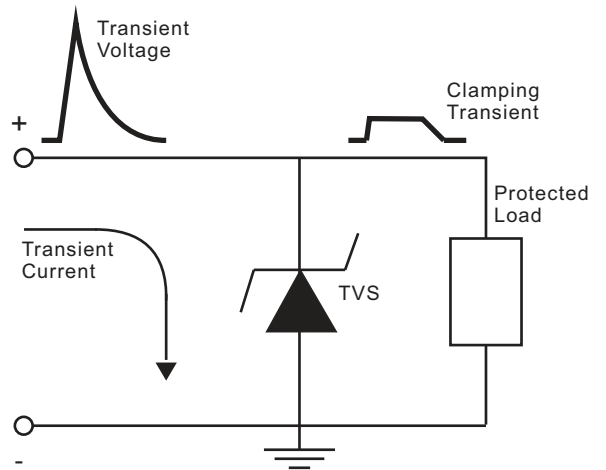 Transient
Voltage
Clamping
Transient
+
Protected
Load
Transient
Current
TVS
-